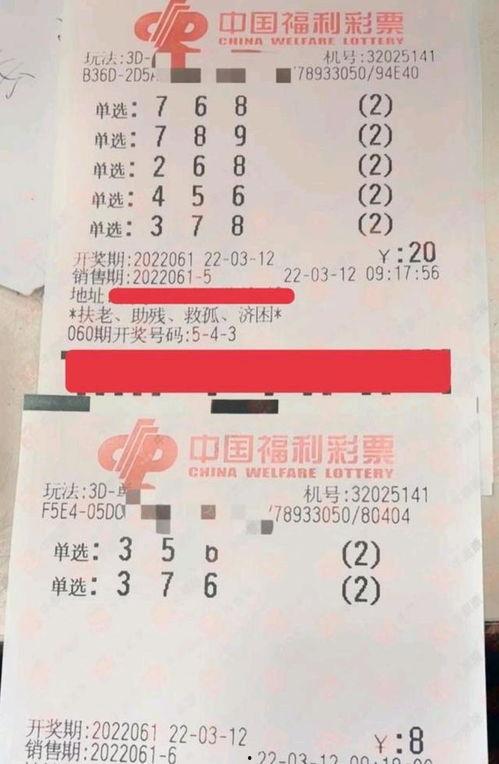 中国福利彩票
CHINA WELFARE LOTTERY
玩法:3D- 机号:32025141
B36D-2D5A 78933050/94E40
单选: 7 6 8 (2)
单选: 7 8 9 (2)
单选: 2 6 8 (2)
单选: 4 5 6 (2)
单选: 3 7 8 (2)
开奖期:2022061 22-03-12 ¥:20
销售期:2022061-5 22-03-12 09:17:56
地址:
*扶老、助残、救孤、济困*
060期开奖号码:5-4-3
中国福利彩票
CHINA WELFARE LOTTERY
玩法:3D-单 机号:32025141
F5E4-05D0 78933050/80404
单选: 3 5 (2)
单选: 3 7 6 (2)
开奖期:2022061 22-03-12 ¥:8
销售期:2022061-6 22-03-12